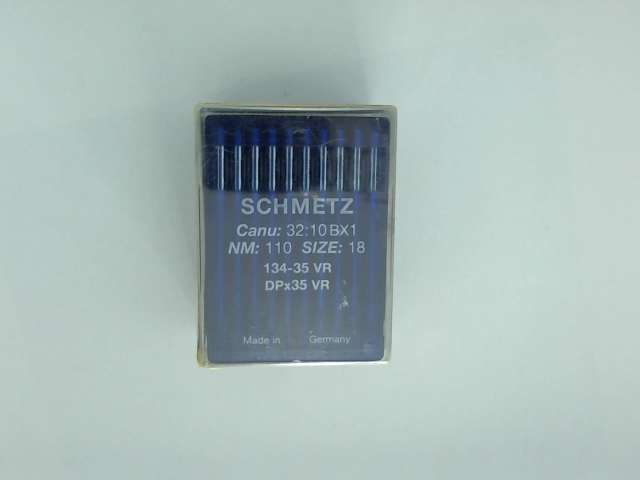 SCHMETZ
Canu: 32:10 BX1
NM: 110 SIZE: 18
134-35 VR
DPx35 VR
Made in Germany